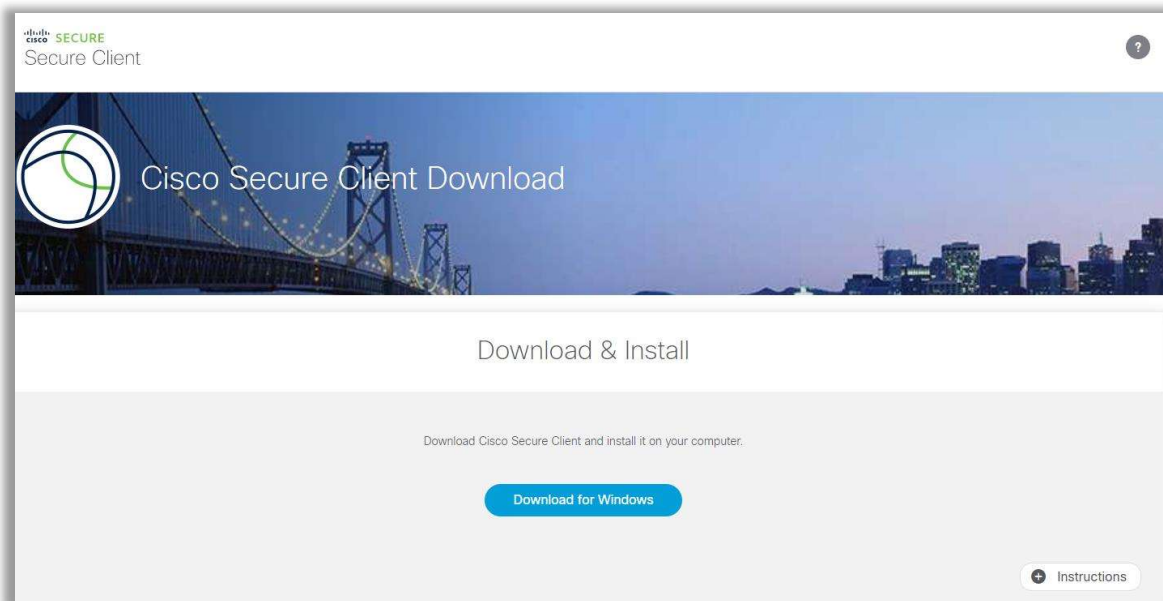 CISCO SECURE
Secure Client
?
Cisco Secure Client Download
Download & Install
Download Cisco Secure Client and install it on your computer.
Download for Windows
Instructions